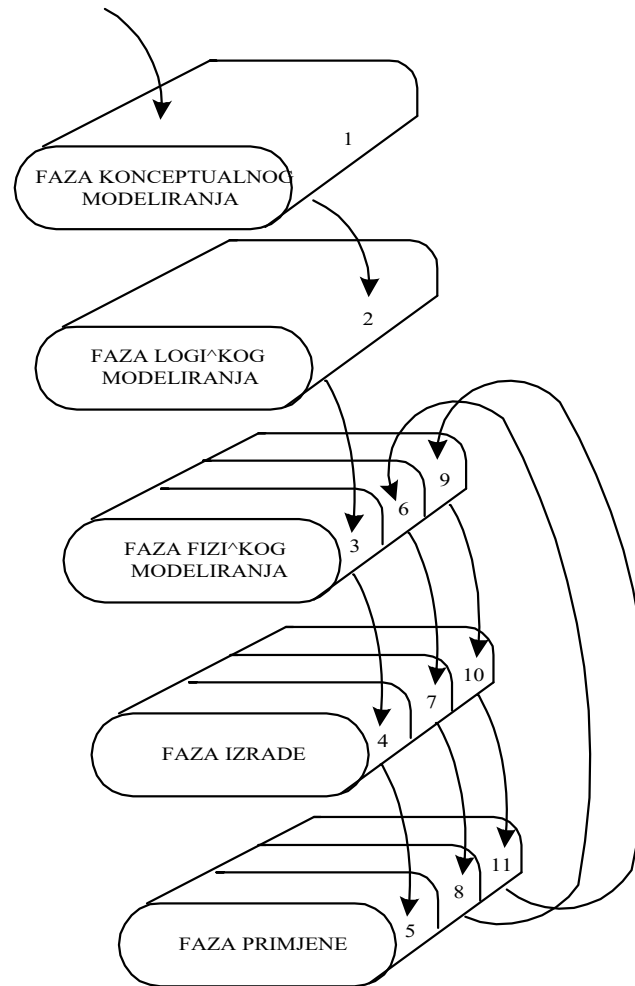 1
FAZA KONCEPTUALNOG
MODELIRANJA
2
FAZA LOGI^KOG
MODELIRANJA
9
6
3
FAZA FIZI^KOG
MODELIRANJA
10
7
4
FAZA IZRADE
11
8
5
FAZA PRIMJENE